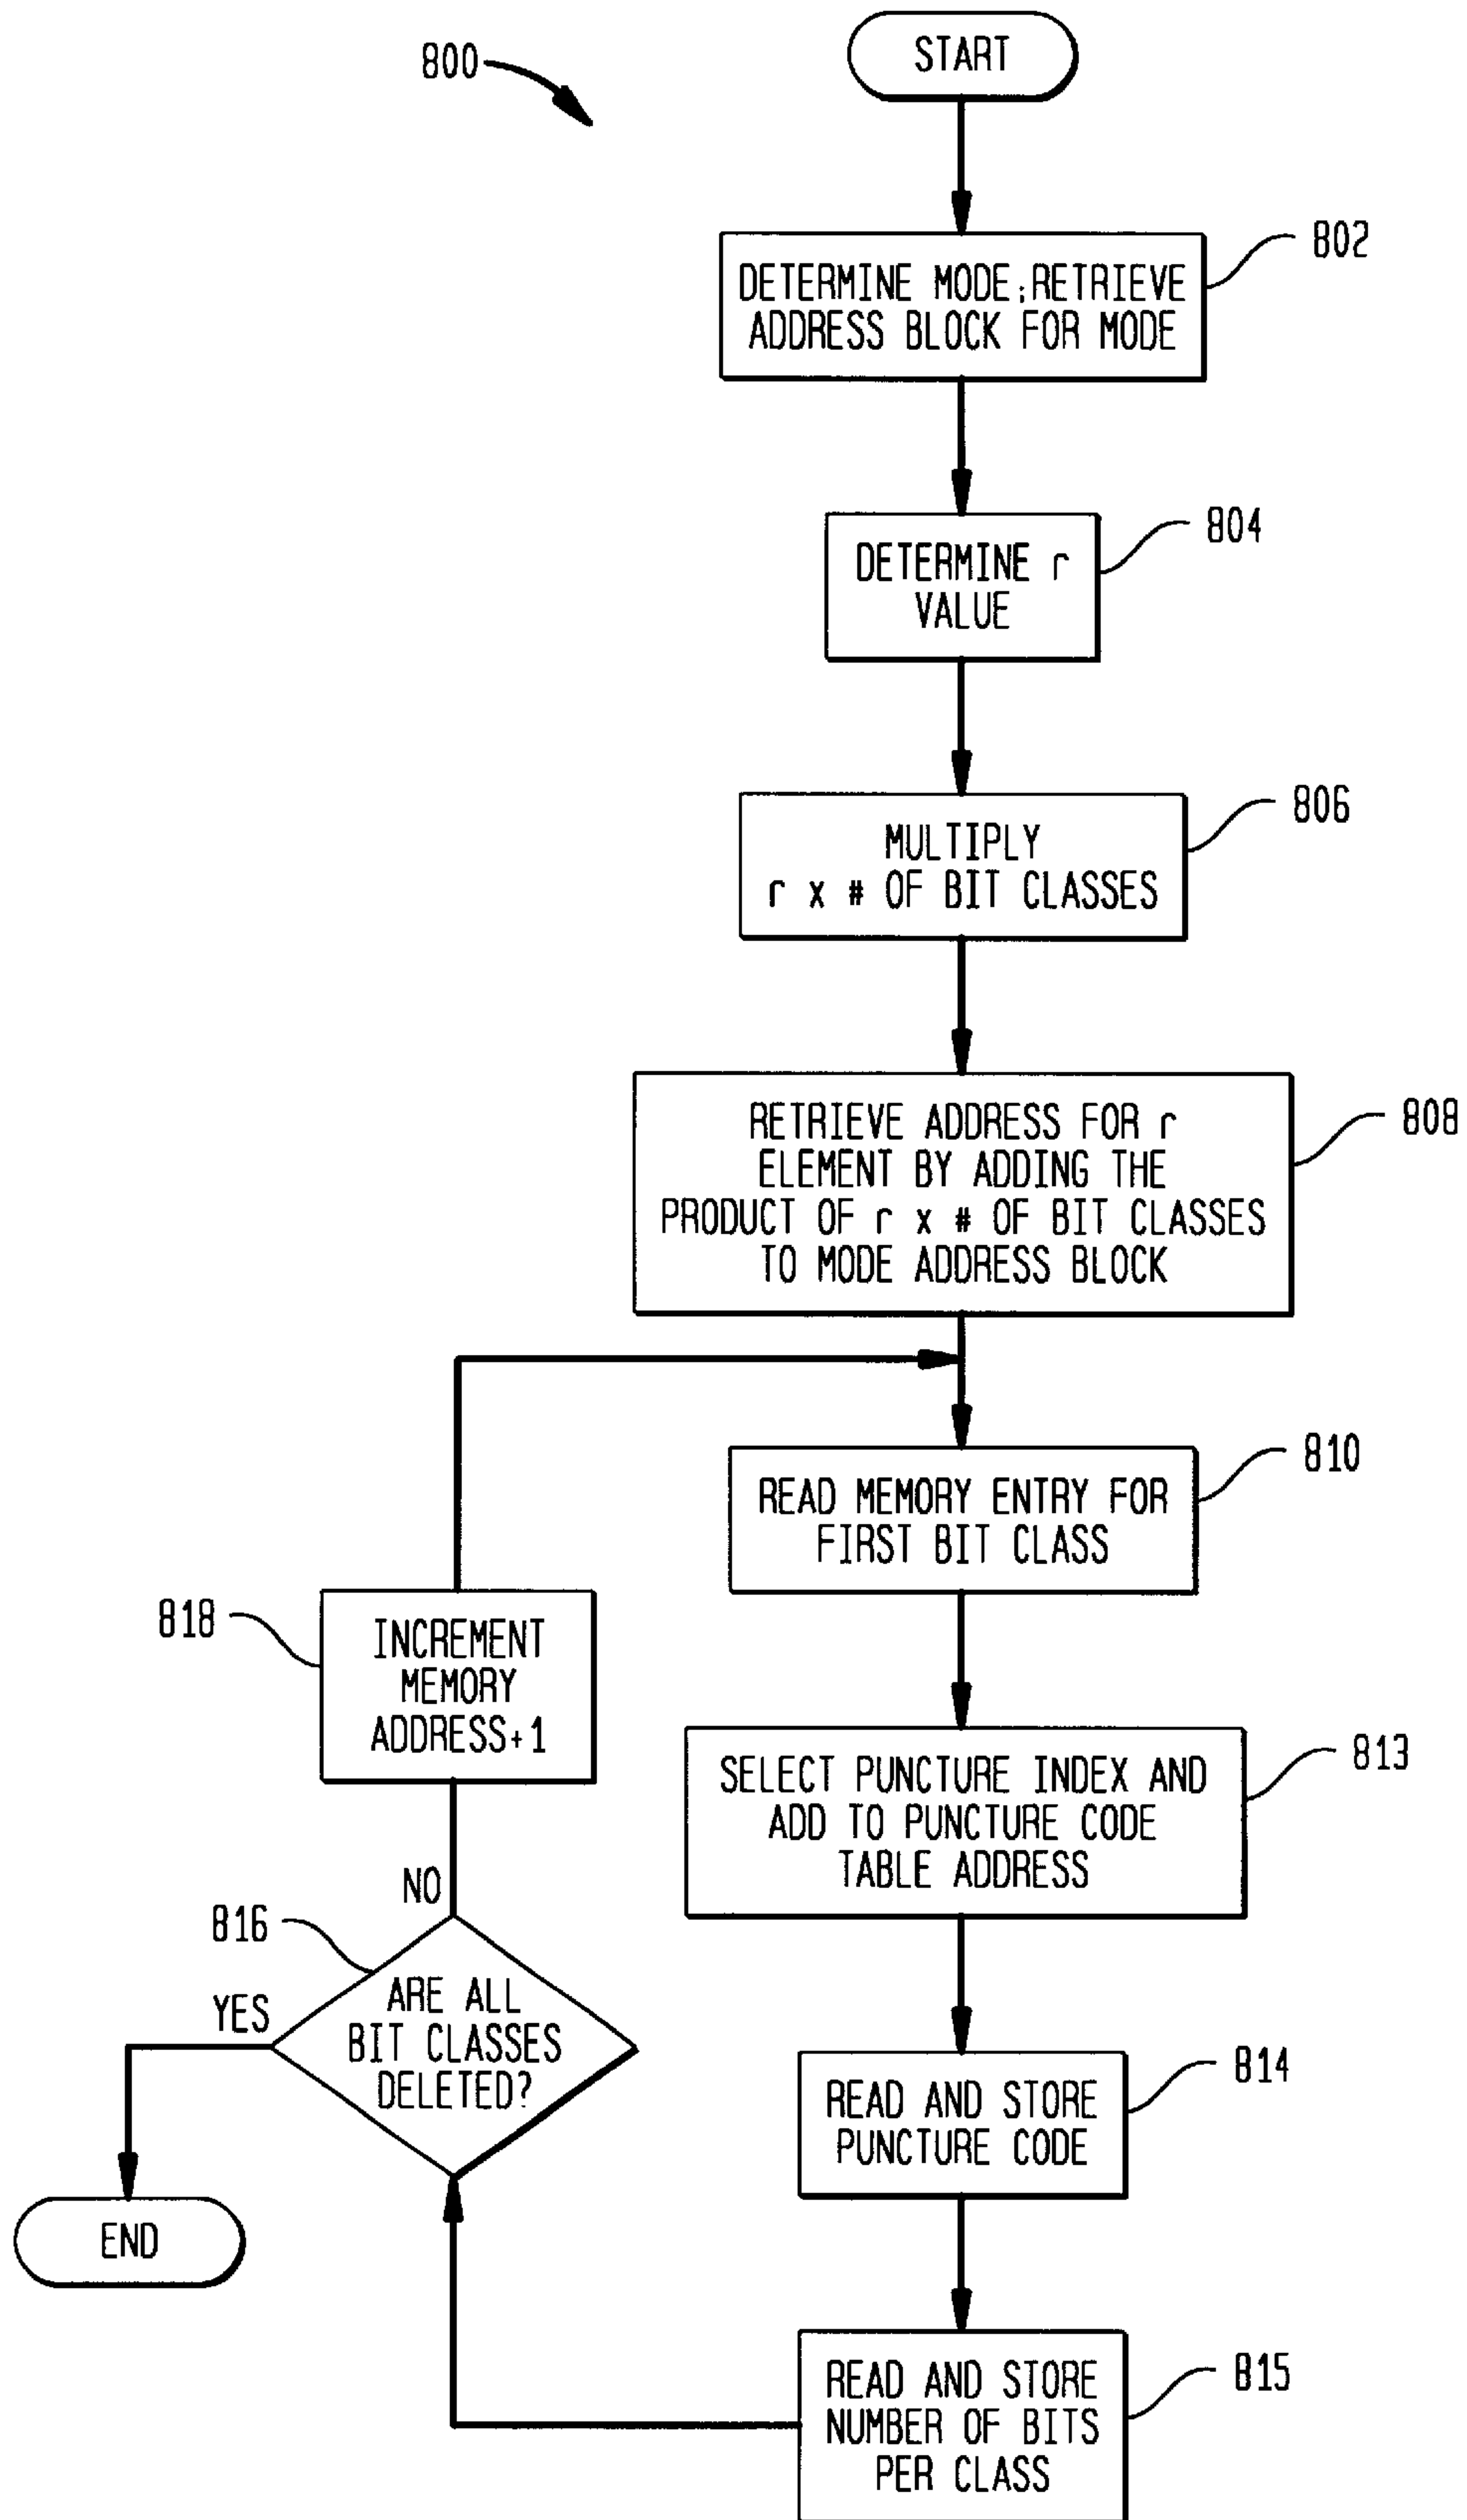 800
START
802
DETERMINE MODE;RETRIEVE
ADDRESS BLOCK FOR MODE
804
DETERMINE r
VALUE
806
MULTIPLY
r x # OF BIT CLASSES
808
RETRIEVE ADDRESS FOR r
ELEMENT BY ADDING THE
PRODUCT OF r x # OF BIT CLASSES
TO MODE ADDRESS BLOCK
810
READ MEMORY ENTRY FOR
FIRST BIT CLASS
818
INCREMENT
MEMORY
ADDRESS+1
813
SELECT PUNCTURE INDEX AND
ADD TO PUNCTURE CODE
TABLE ADDRESS
NO
816
YES
ARE ALL
BIT CLASSES
DELETED?
814
READ AND STORE
PUNCTURE CODE
END
815
READ AND STORE
NUMBER OF BITS
PER CLASS